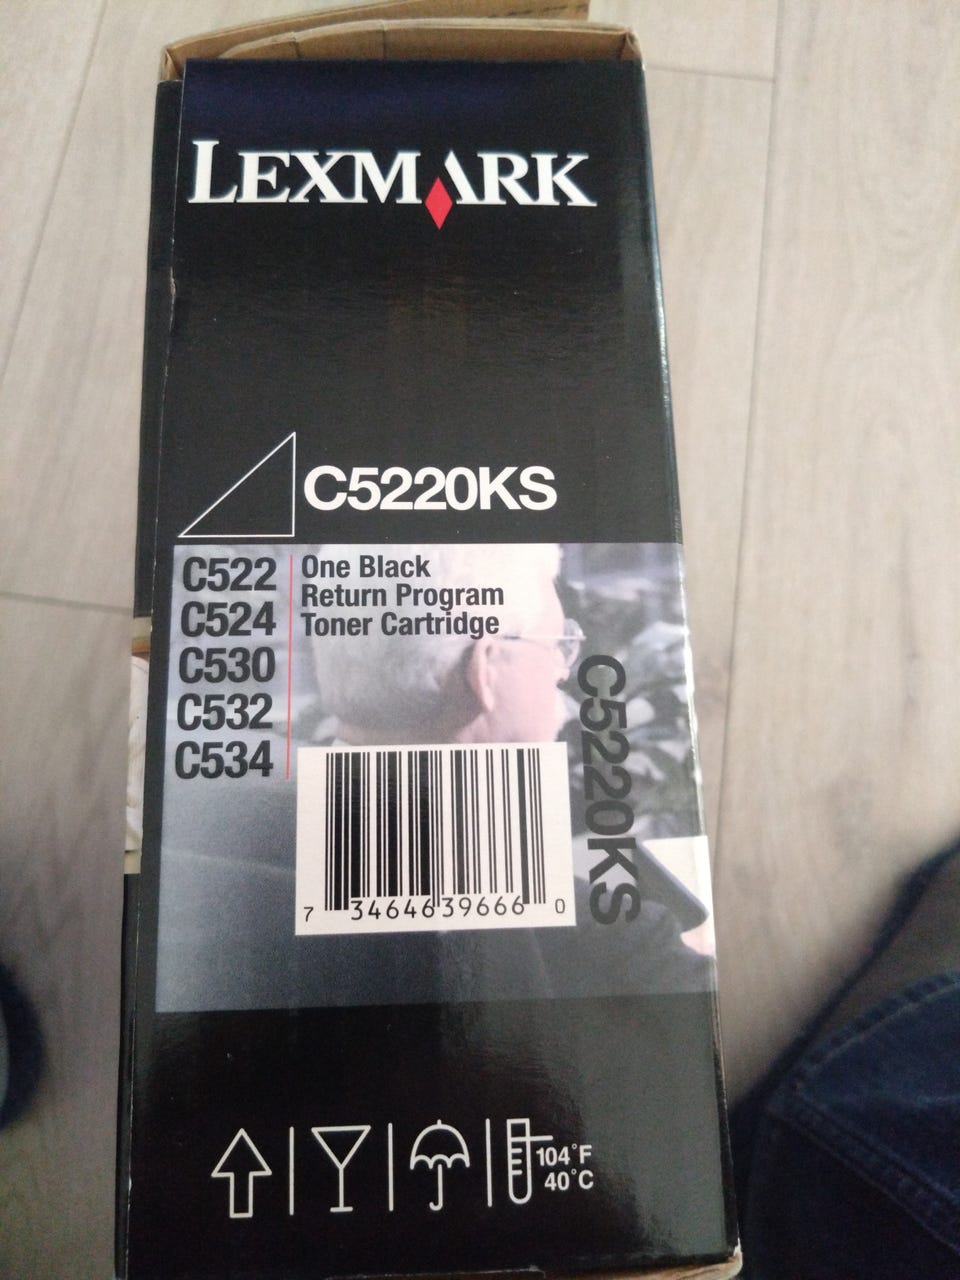 LEXMARK
C5220KS
C522
C524
C530
C532
C534
One Black
Return Program
Toner Cartridge
C5220KS
7 34646 39666 0
104°F
40°C